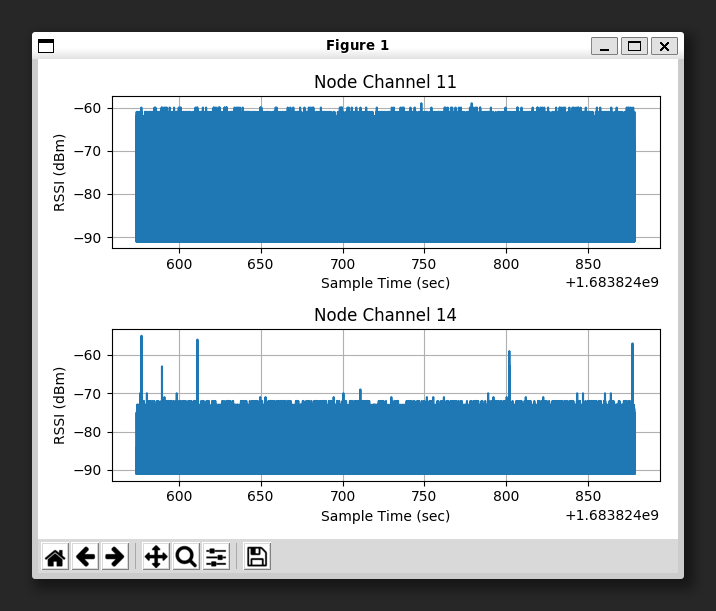 Figure 1
Node Channel 11
RSSI (dBm)
−60
−70
−80
−90
600 650 700 750 800 850
Sample Time (sec)
+1.683824e9
Node Channel 14
RSSI (dBm)
−60
−70
−80
−90
600 650 700 750 800 850
Sample Time (sec)
+1.683824e9